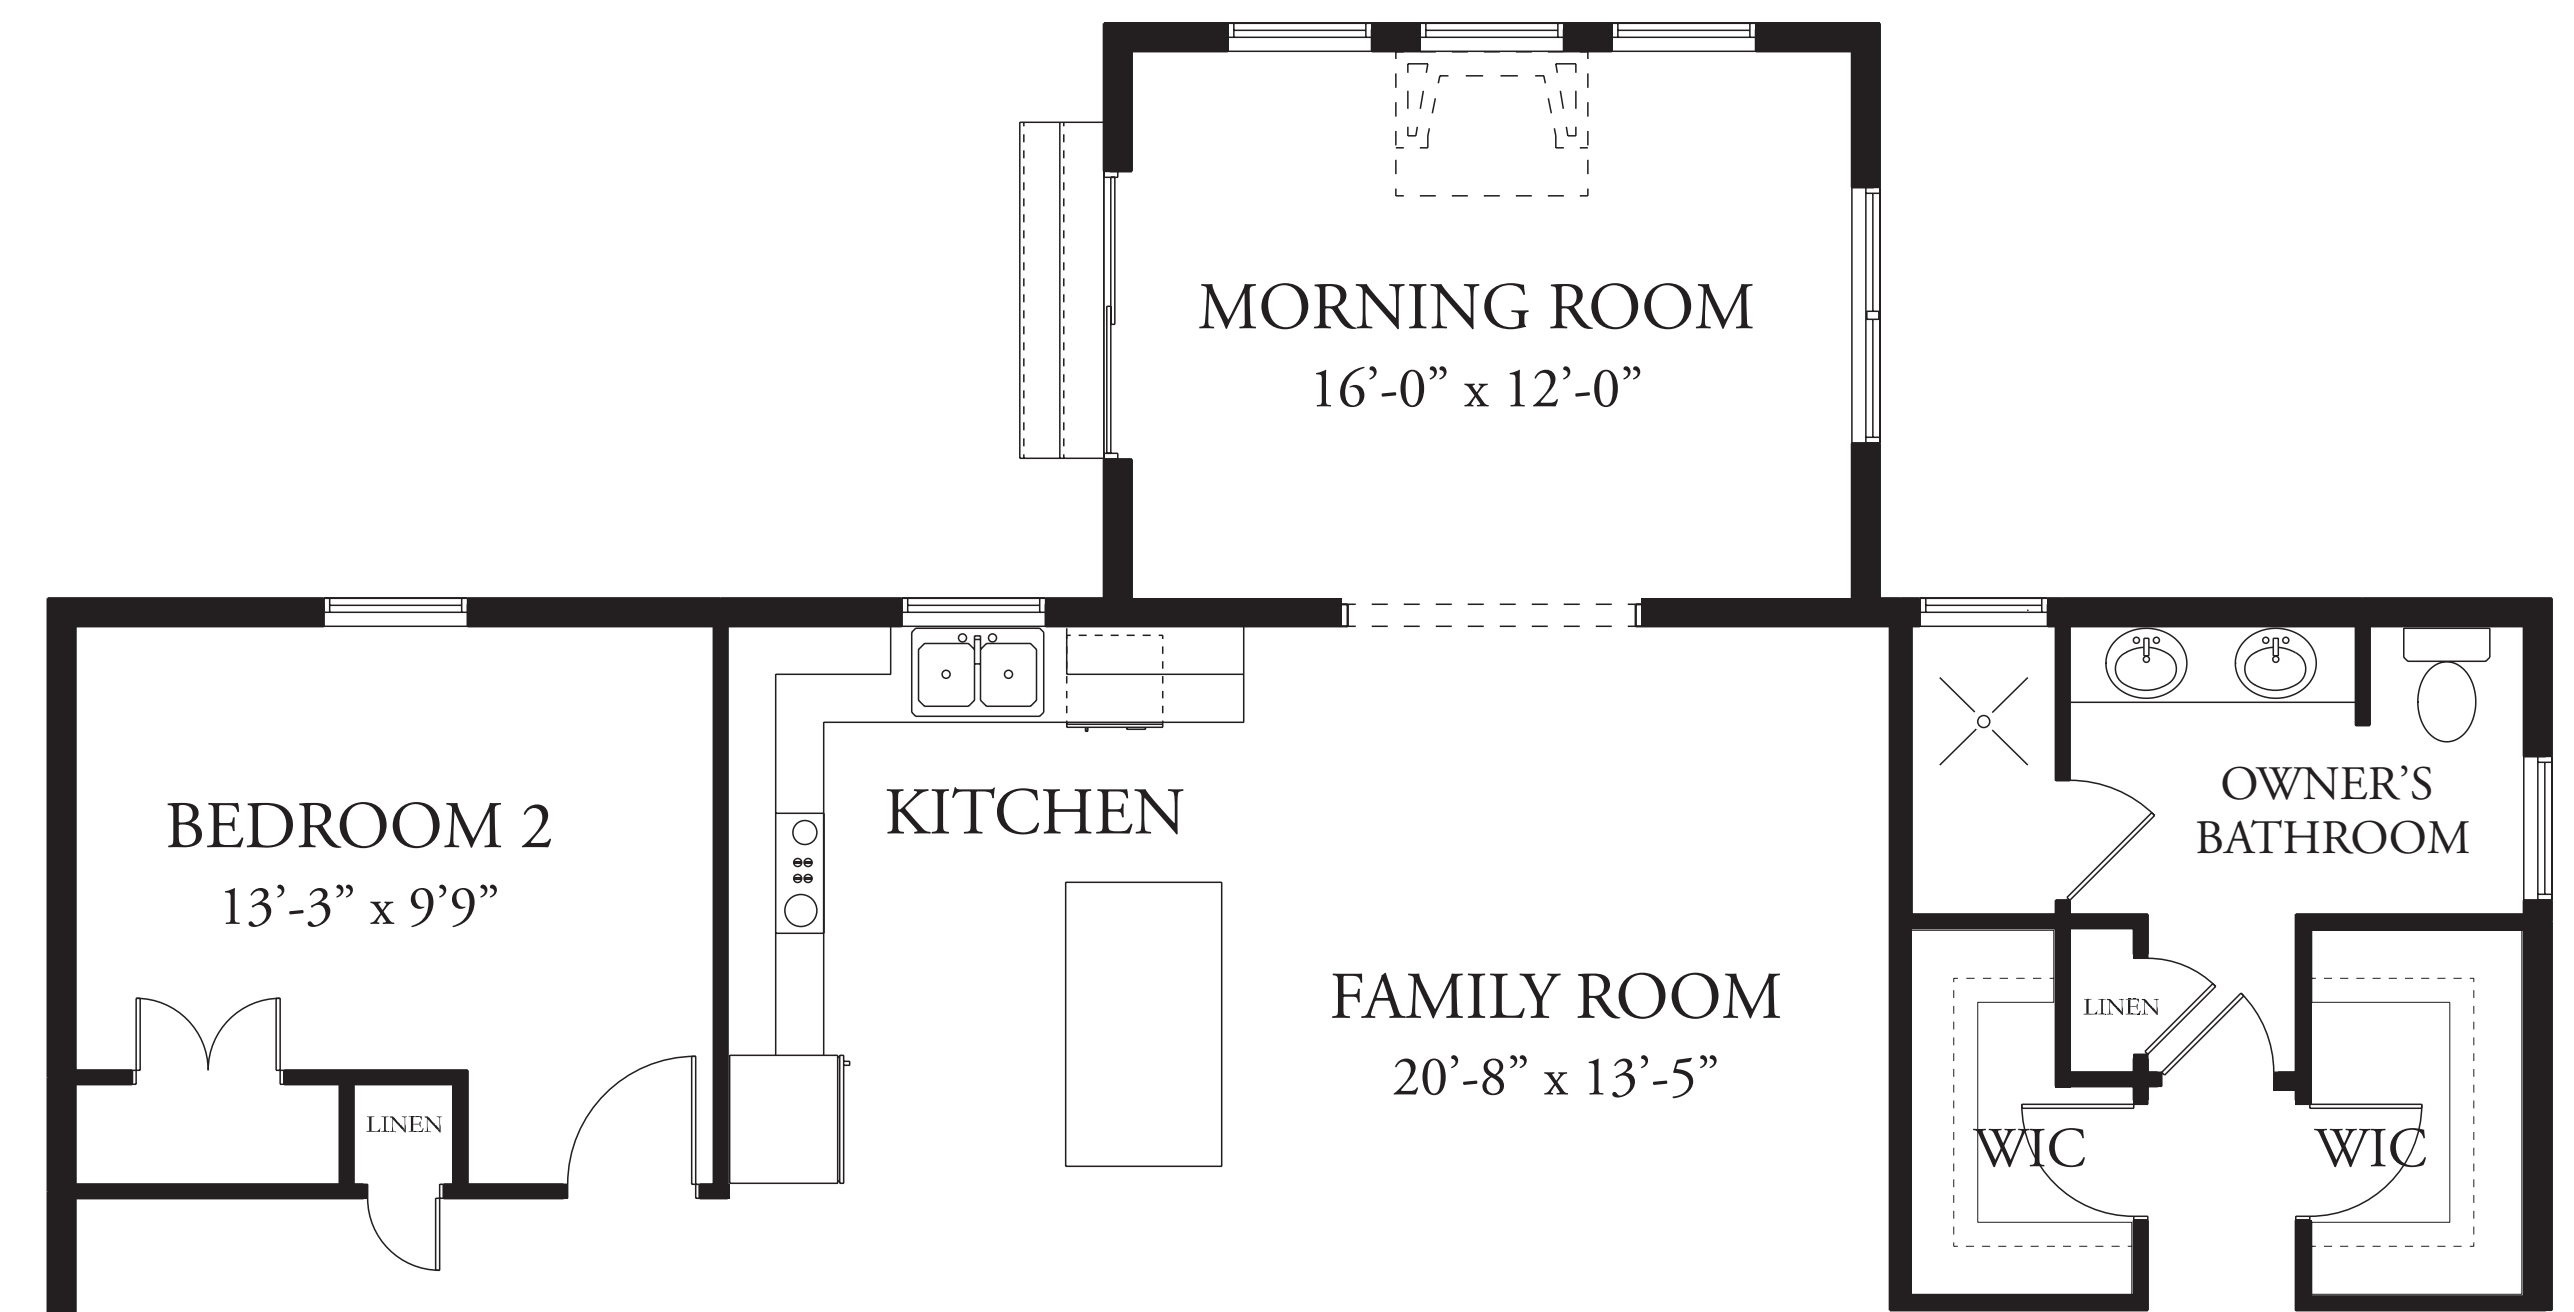 MORNING ROOM
16’-0” x 12’-0”
BEDROOM 2
13’-3” x 9’9”
KITCHEN
OWNER’S
BATHROOM
FAMILY ROOM
20’-8” x 13’-5”
LINEN
LINEN
WIC
WIC